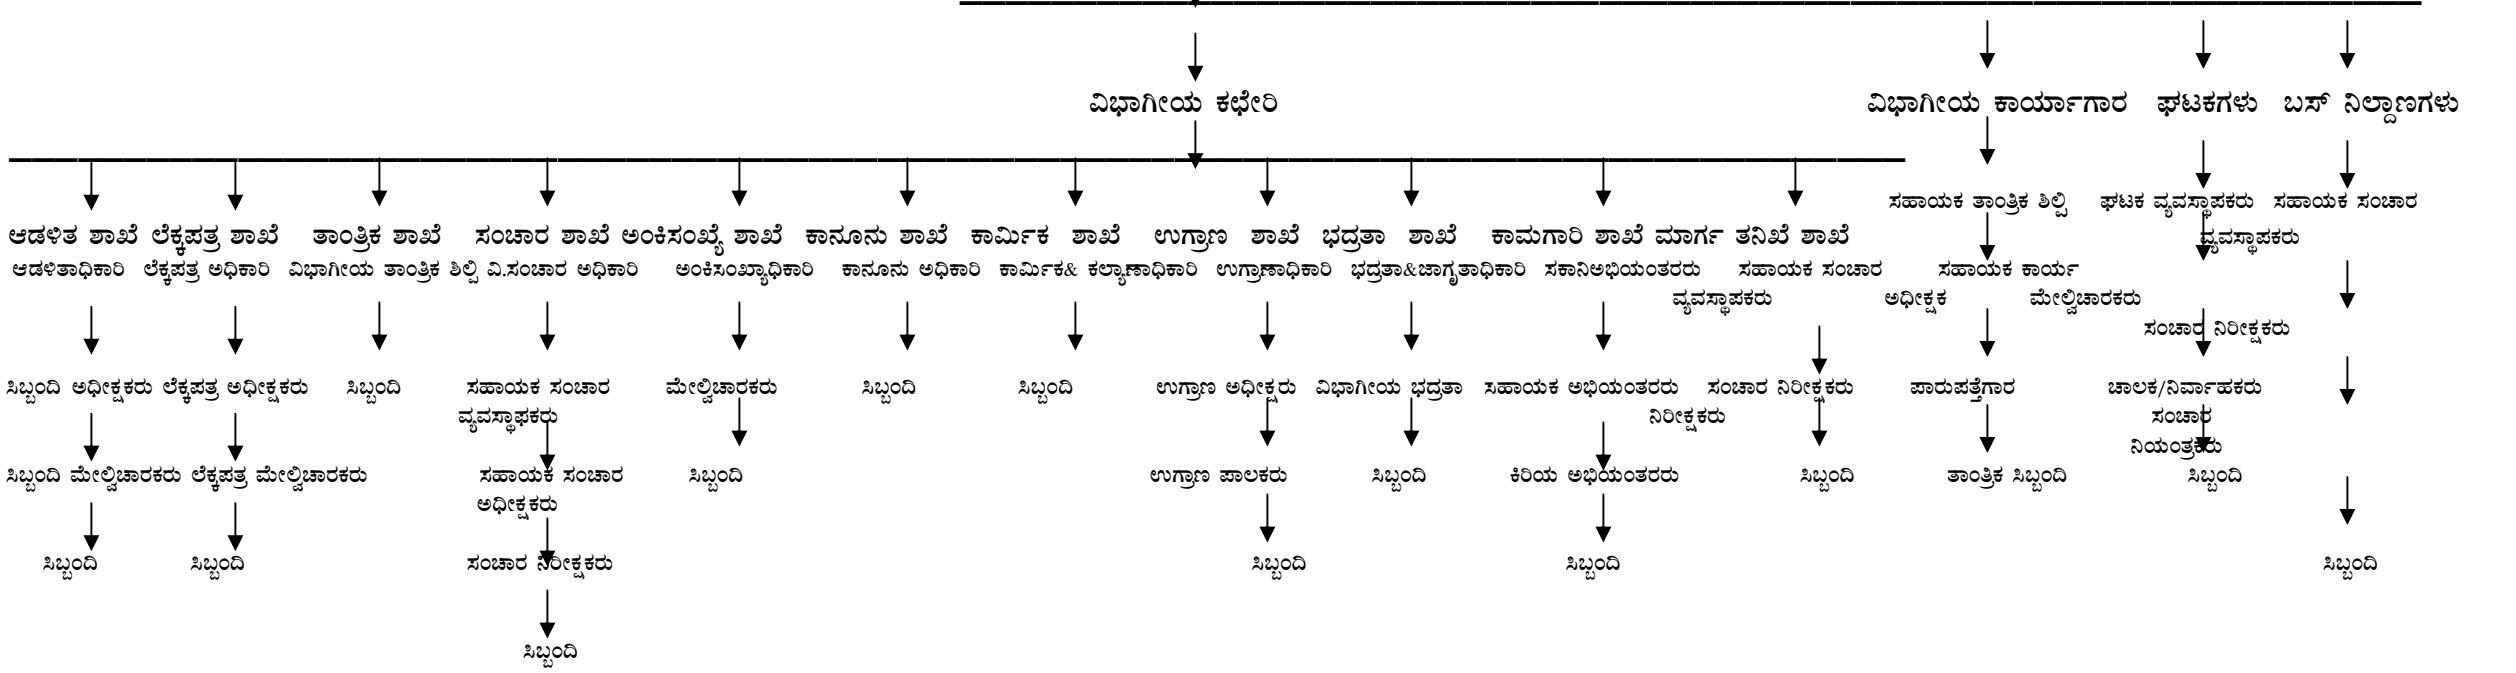 ವಿಭಾಗೀಯ ಕಛೇರಿ ವಿಭಾಗೀಯ ಕಾರ್ಯಾಗಾರ ಘಟಕಗಳು ಬಸ್ ನಿಲ್ದಾಣಗಳು
ಸಹಾಯಕ ತಾಂತ್ರಿಕ ಶಿಲ್ಪಿ ಘಟಕ ವ್ಯವಸ್ಥಾಪಕರು ಸಹಾಯಕ ಸಂಚಾರ
ವ್ಯವಸ್ಥಾಪಕರು
ಆಡಳಿತ ಶಾಖೆ ಲೆಕ್ಕಪತ್ರ ಶಾಖೆ ತಾಂತ್ರಿಕ ಶಾಖೆ ಸಂಚಾರ ಶಾಖೆ ಅಂಕಿಸಂಖ್ಯೆ ಶಾಖೆ ಕಾನೂನು ಶಾಖೆ ಕಾರ್ಮಿಕ ಶಾಖೆ ಉಗ್ರಾಣ ಶಾಖೆ ಭದ್ರತಾ ಶಾಖೆ ಕಾಮಗಾರಿ ಶಾಖೆ ಮಾರ್ಗ ತನಿಖೆ ಶಾಖೆ
ಆಡಳಿತಾಧಿಕಾರಿ ಲೆಕ್ಕಪತ್ರ ಅಧಿಕಾರಿ ವಿಭಾಗೀಯ ತಾಂತ್ರಿಕ ಶಿಲ್ಪಿ ವಿ.ಸಂಚಾರ ಅಧಿಕಾರಿ ಅಂಕಿಸಂಖ್ಯಾಧಿಕಾರಿ ಕಾನೂನು ಅಧಿಕಾರಿ ಕಾರ್ಮಿಕ& ಕಲ್ಯಾಣಾಧಿಕಾರಿ ಉಗ್ರಾಣಾಧಿಕಾರಿ ಭದ್ರತಾ&ಜಾಗೃತಾಧಿಕಾರಿ ಸಕಾನಿಅಭಿಯಂತರರು ಸಹಾಯಕ ಸಂಚಾರ ಸಹಾಯಕ ಕಾರ್ಯ
ವ್ಯವಸ್ಥಾಪಕರು ಅಧೀಕ್ಷಕ ಮೇಲ್ವಿಚಾರಕರು
ಸಂಚಾರ ನಿರೀಕ್ಷಕರು
ಸಿಬ್ಬಂದಿ ಅಧೀಕ್ಷಕರು ಲೆಕ್ಕಪತ್ರ ಅಧೀಕ್ಷಕರು ಸಿಬ್ಬಂದಿ ಸಹಾಯಕ ಸಂಚಾರ ಮೇಲ್ವಿಚಾರಕರು ಸಿಬ್ಬಂದಿ ಸಿಬ್ಬಂದಿ ಉಗ್ರಾಣ ಅಧೀಕ್ಷರು ವಿಭಾಗೀಯ ಭದ್ರತಾ ಸಹಾಯಕ ಅಭಿಯಂತರರು ಸಂಚಾರ ನಿರೀಕ್ಷಕರು ಪಾರುಪತ್ತೆಗಾರ ಚಾಲಕ/ನಿರ್ವಾಹಕರು
ವ್ಯವಸ್ಥಾಫಕರು ನಿರೀಕ್ಷಕರು ಸಂಚಾರ
ನಿಯಂತ್ರಕರು
ಸಿಬ್ಬಂದಿ ಮೇಲ್ವಿಚಾರಕರು ಲೆಕ್ಕಪತ್ರ ಮೇಲ್ವಿಚಾರಕರು ಸಹಾಯಕ ಸಂಚಾರ ಸಿಬ್ಬಂದಿ ಉಗ್ರಾಣ ಪಾಲಕರು ಸಿಬ್ಬಂದಿ ಕಿರಿಯ ಅಭಿಯಂತರರು ಸಿಬ್ಬಂದಿ ತಾಂತ್ರಿಕ ಸಿಬ್ಬಂದಿ ಸಿಬ್ಬಂದಿ
ಅಧೀಕ್ಷಕರು
ಸಿಬ್ಬಂದಿ ಸಿಬ್ಬಂದಿ ಸಂಚಾರ ನಿರೀಕ್ಷಕರು ಸಿಬ್ಬಂದಿ ಸಿಬ್ಬಂದಿ ಸಿಬ್ಬಂದಿ
ಸಿಬ್ಬಂದಿ